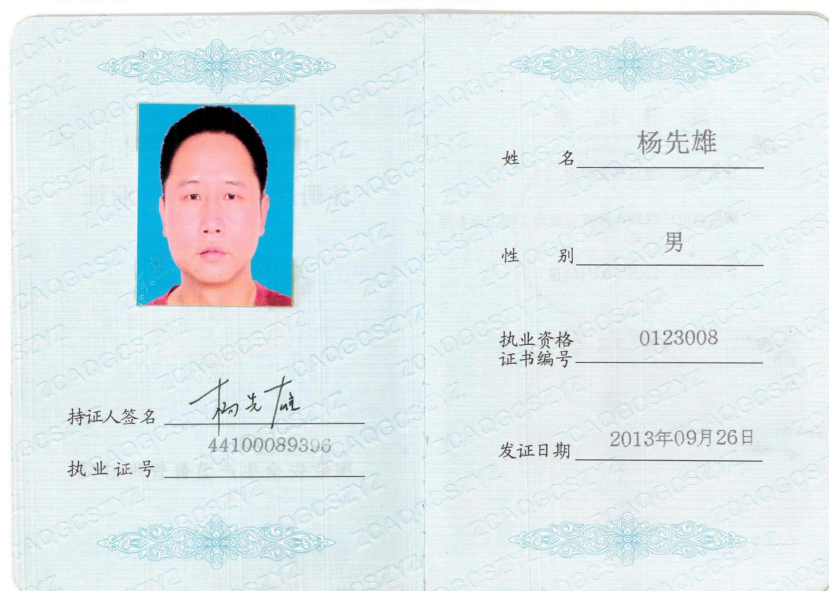 持证人签名 杨先雄
执业证号 44100089396
姓 名 杨先雄
性 别 男
执业资格
证书编号 0123008
发证日期 2013年09月26日
ZCAQGCSZYZ